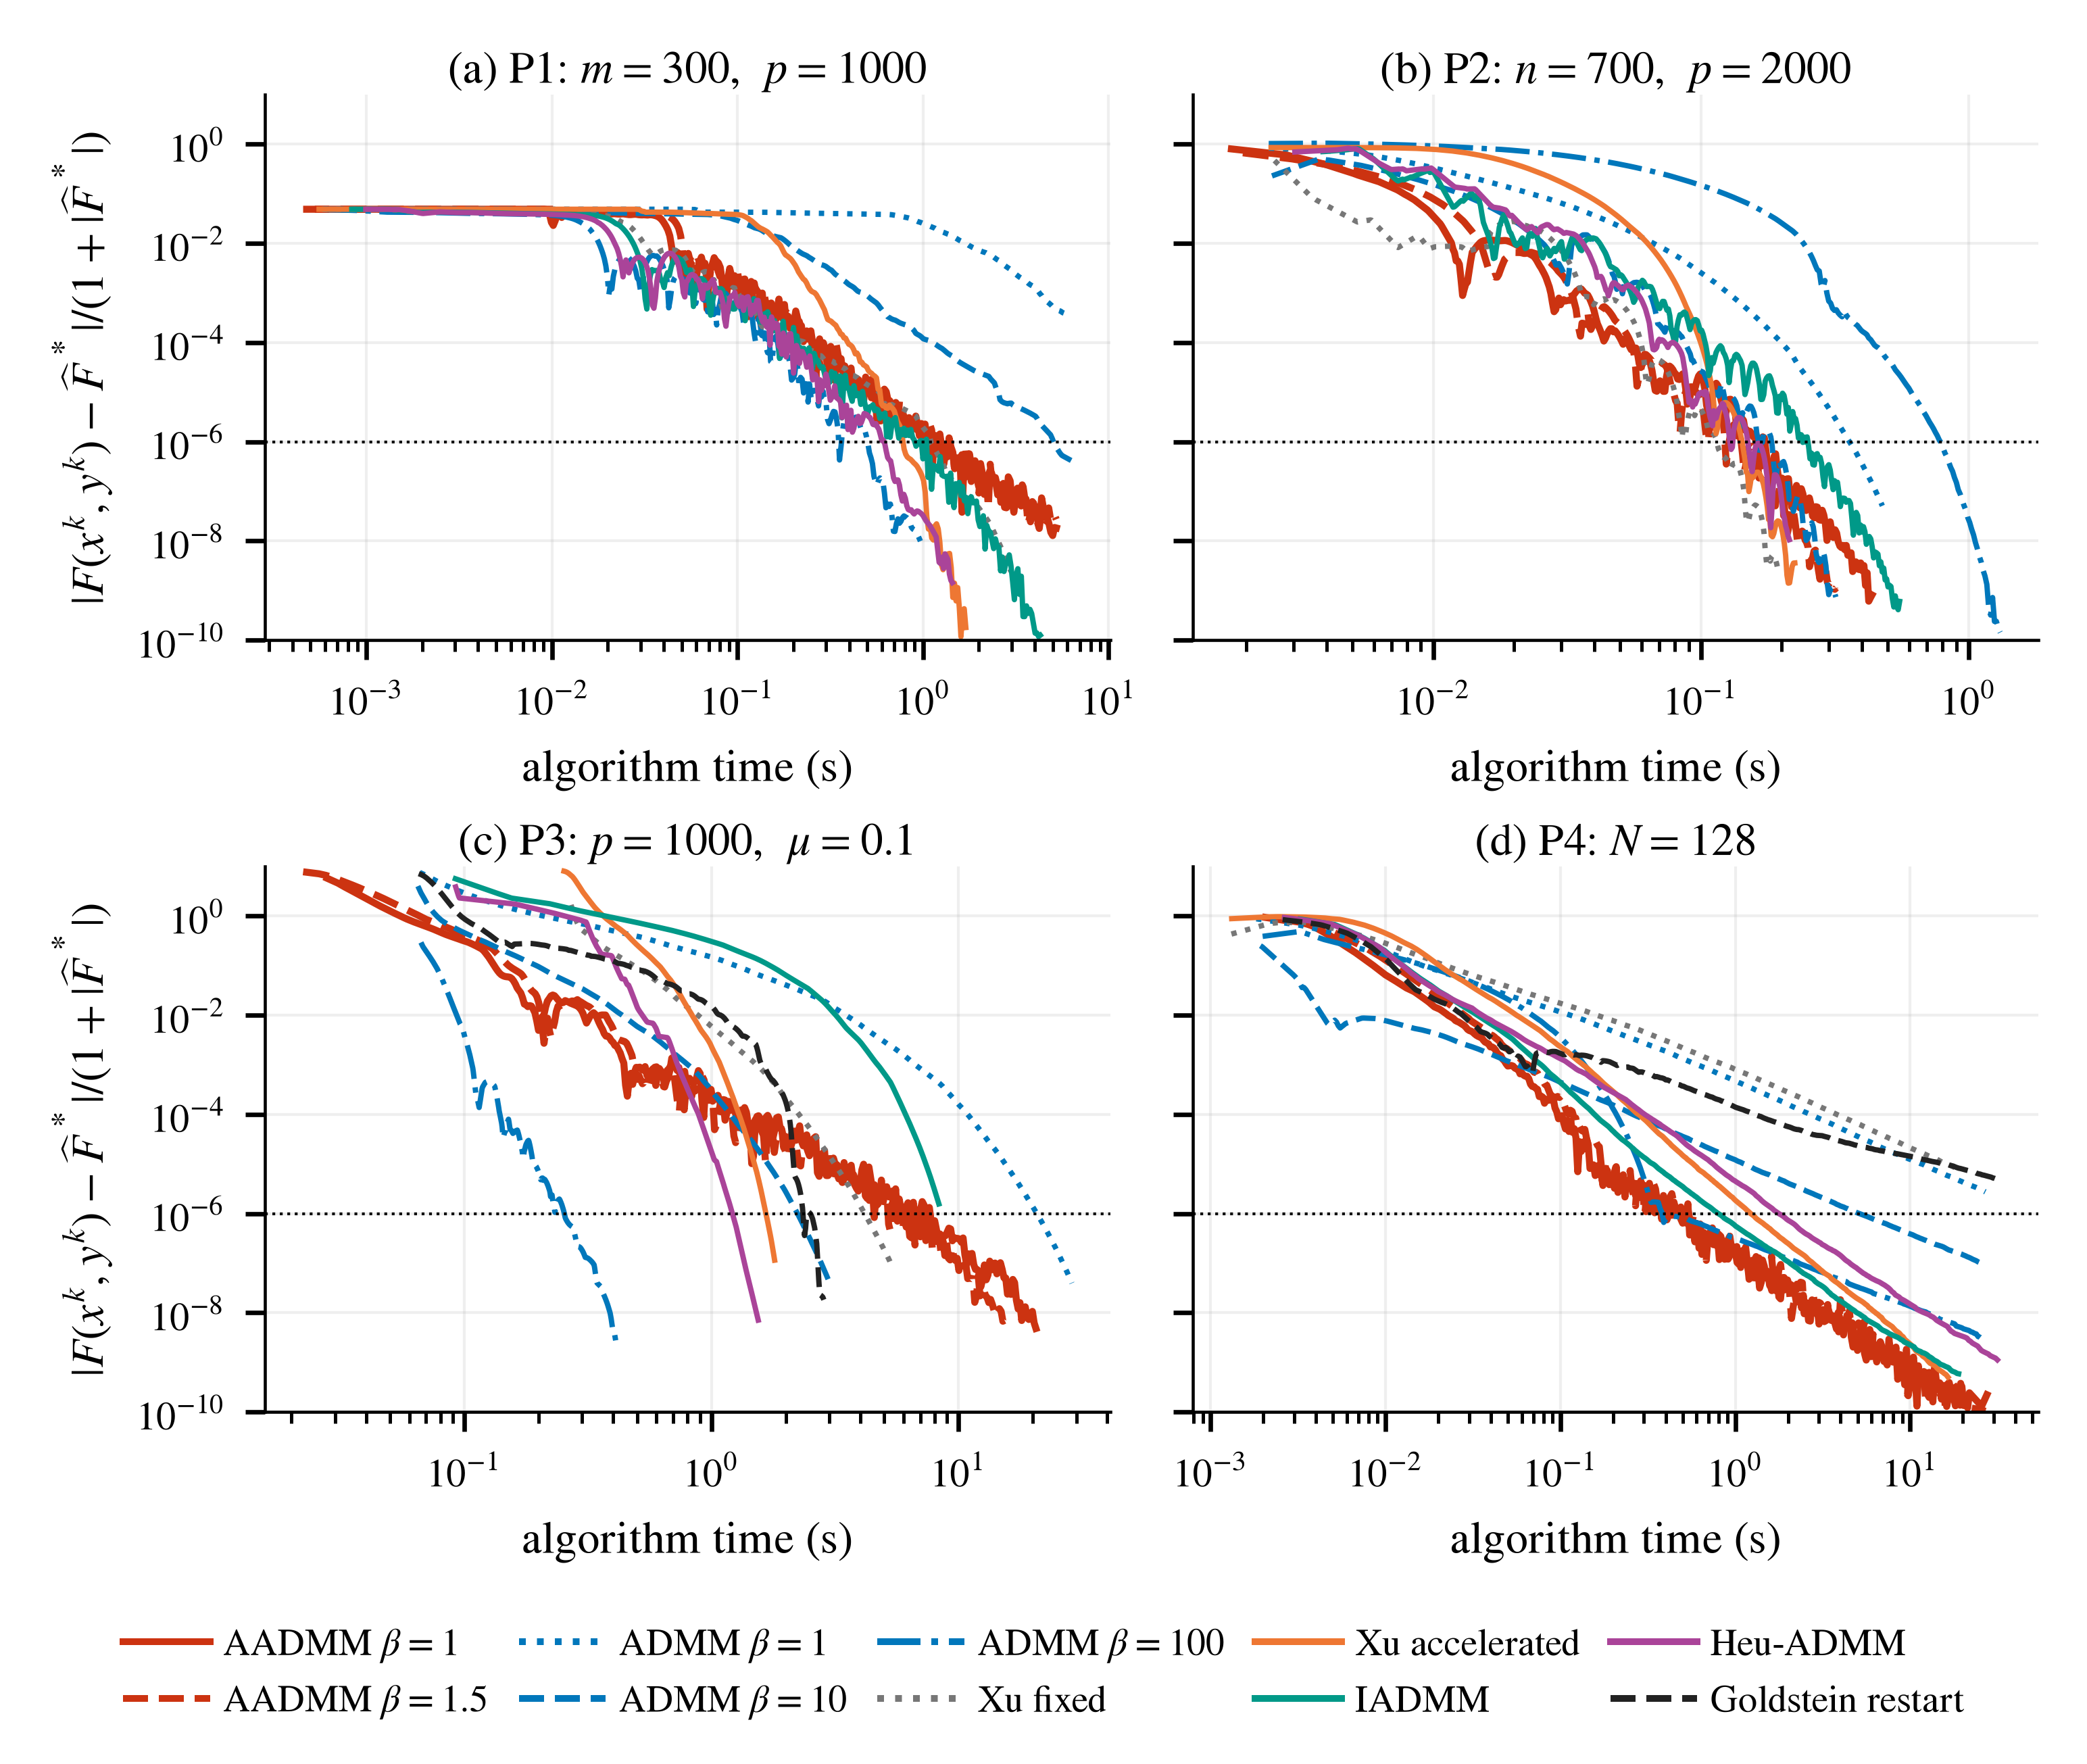 (a) P1: m = 300, p = 1000
(b) P2: n = 700, p = 2000
|F(x^k, y^k) − F̂^*|/(1 + |F̂^*|)
10^0
10^−2
10^−4
10^−6
10^−8
10^−10
10^−3 10^−2 10^−1 10^0 10^1
10^−2 10^−1 10^0
algorithm time (s)
algorithm time (s)
(c) P3: p = 1000, μ = 0.1
(d) P4: N = 128
|F(x^k, y^k) − F̂^*|/(1 + |F̂^*|)
10^0
10^−2
10^−4
10^−6
10^−8
10^−10
10^−1 10^0 10^1
10^−3 10^−2 10^−1 10^0 10^1
algorithm time (s)
algorithm time (s)
AADMM β = 1
ADMM β = 1
ADMM β = 100
Xu accelerated
Heu-ADMM
AADMM β = 1.5
ADMM β = 10
Xu fixed
IADMM
Goldstein restart